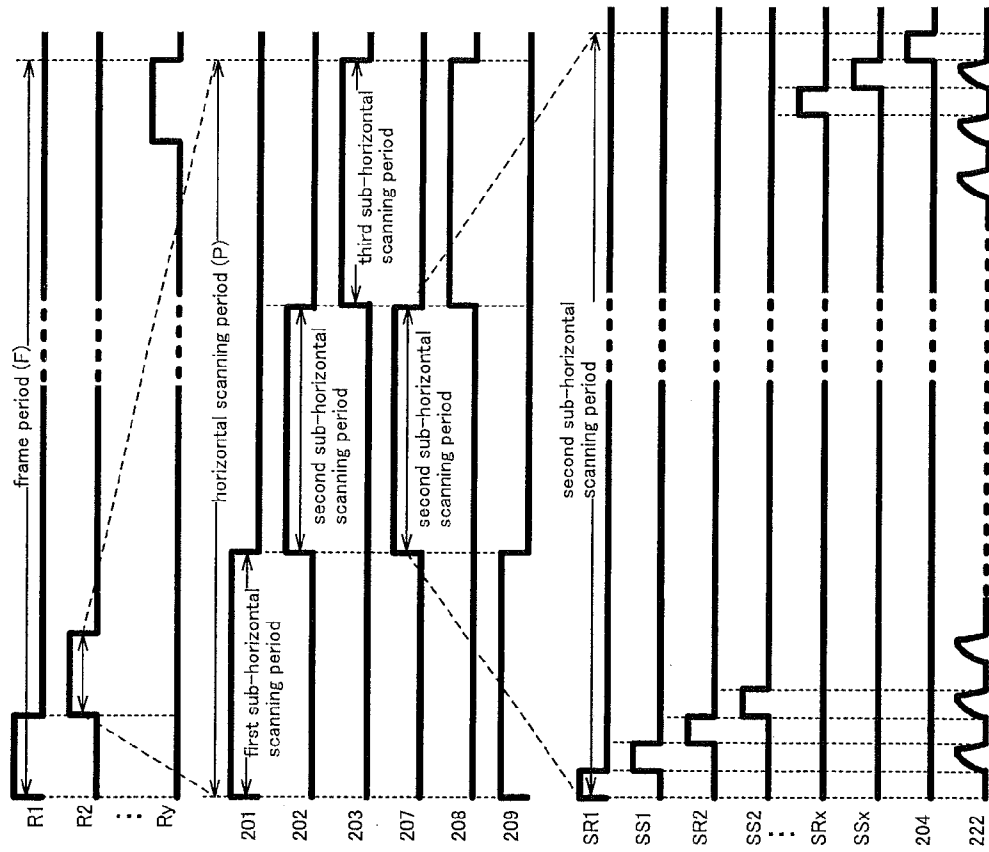 R1
frame period (F)
R2
...
Ry
201
first sub-horizontal
scanning period
horizontal scanning period (P)
202
second sub-horizontal
scanning period
203
third sub-horizontal
scanning period
207
second sub-horizontal
scanning period
208
209
SR1
second sub-horizontal
scanning period
SS1
SR2
SS2
...
SRx
SSx
204
222